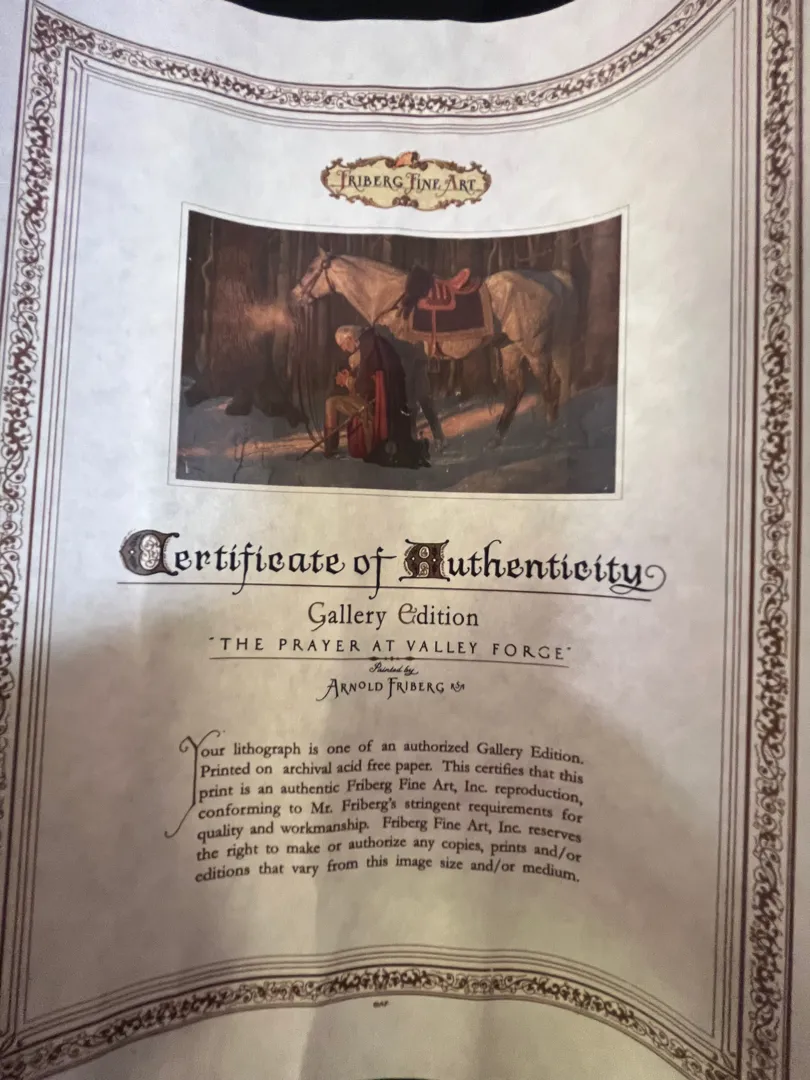 FRIBERG FINE ART
Certificate of Authenticity
Gallery Edition
"THE PRAYER AT VALLEY FORGE"
Painted by
ARNOLD FRIBERG RSA
Your lithograph is one of an authorized Gallery Edition.
Printed on archival acid free paper. This certifies that this
print is an authentic Friberg Fine Art, Inc. reproduction,
conforming to Mr. Friberg's stringent requirements for
quality and workmanship. Friberg Fine Art, Inc. reserves
the right to make or authorize any copies, prints and/or
editions that vary from this image size and/or medium.